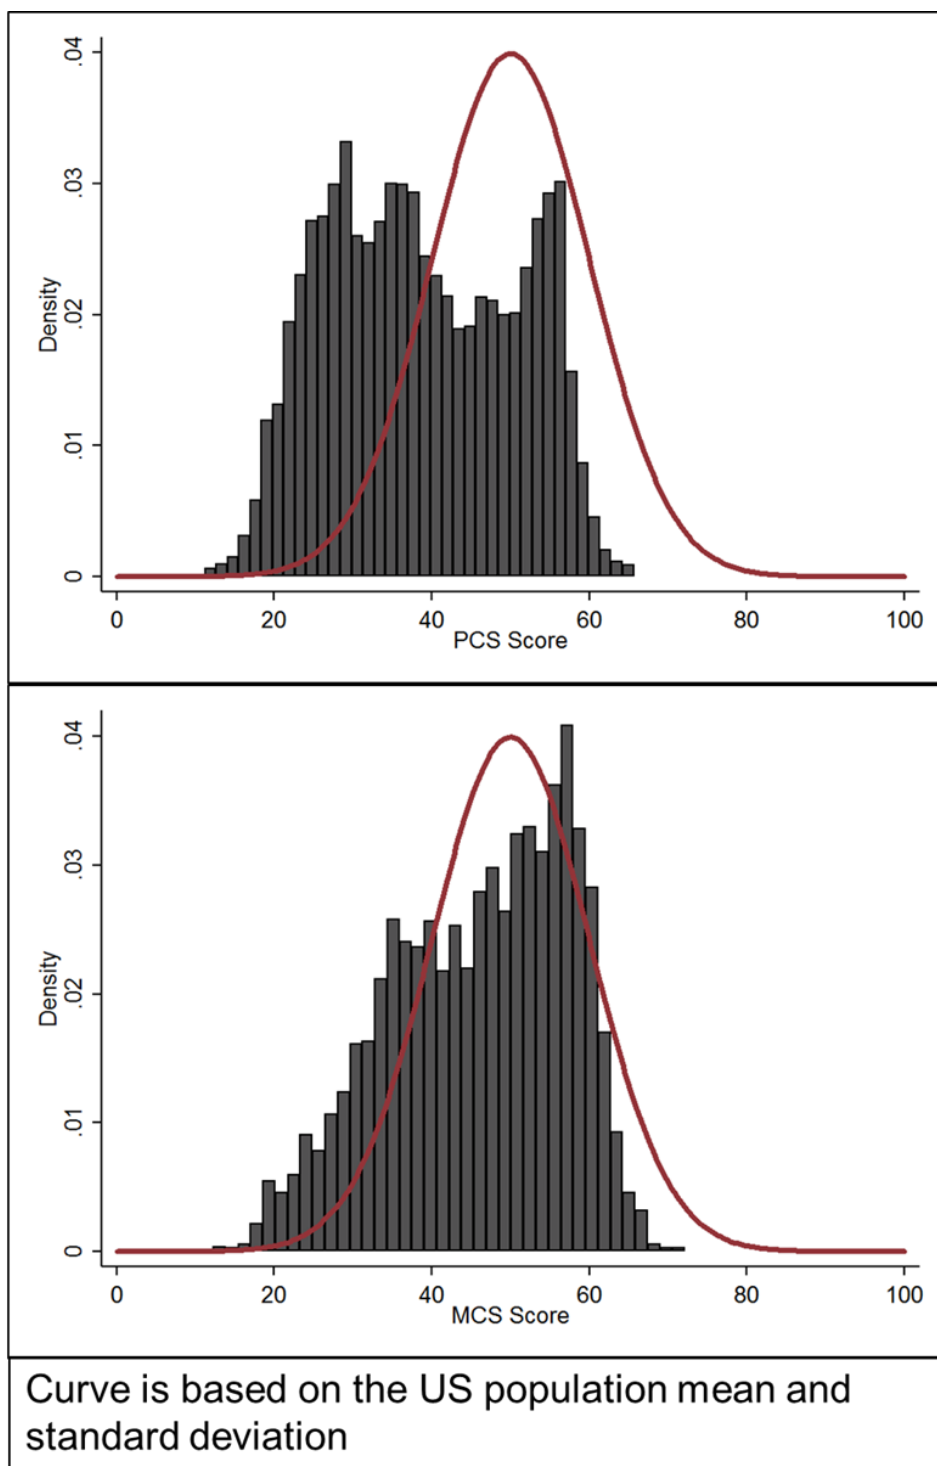 .04
.03
.02
.01
0
Density
0 20 40 60 80 100
PCS Score
.04
.03
.02
.01
0
Density
0 20 40 60 80 100
MCS Score
Curve is based on the US population mean and
standard deviation